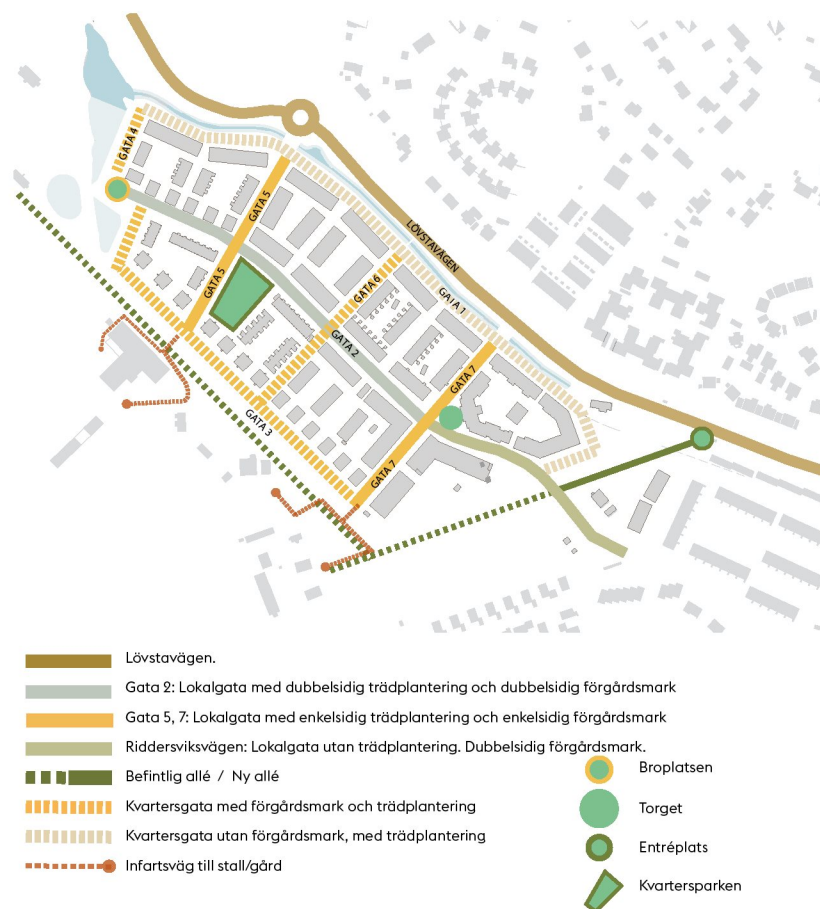 GATA 4
GATA 5
LÖVSTAVÄGEN
GATA 5
GATA 6
GATA 1
GATA 2
GATA 7
GATA 3
GATA 7
Lövstavägen.
Gata 2: Lokalgata med dubbelsidig trädplantering och dubbelsidig förgårdsmark
Gata 5, 7: Lokalgata med enkelsidig trädplantering och enkelsidig förgårdsmark
Riddersviksvägen: Lokalgata utan trädplantering. Dubbelsidig förgårdsmark.
Befintlig allé / Ny allé
Kvartersgata med förgårdsmark och trädplantering
Kvartersgata utan förgårdsmark, med trädplantering
Infartsväg till stall/gård
Broplatsen
Torget
Entréplats
Kvartersparken